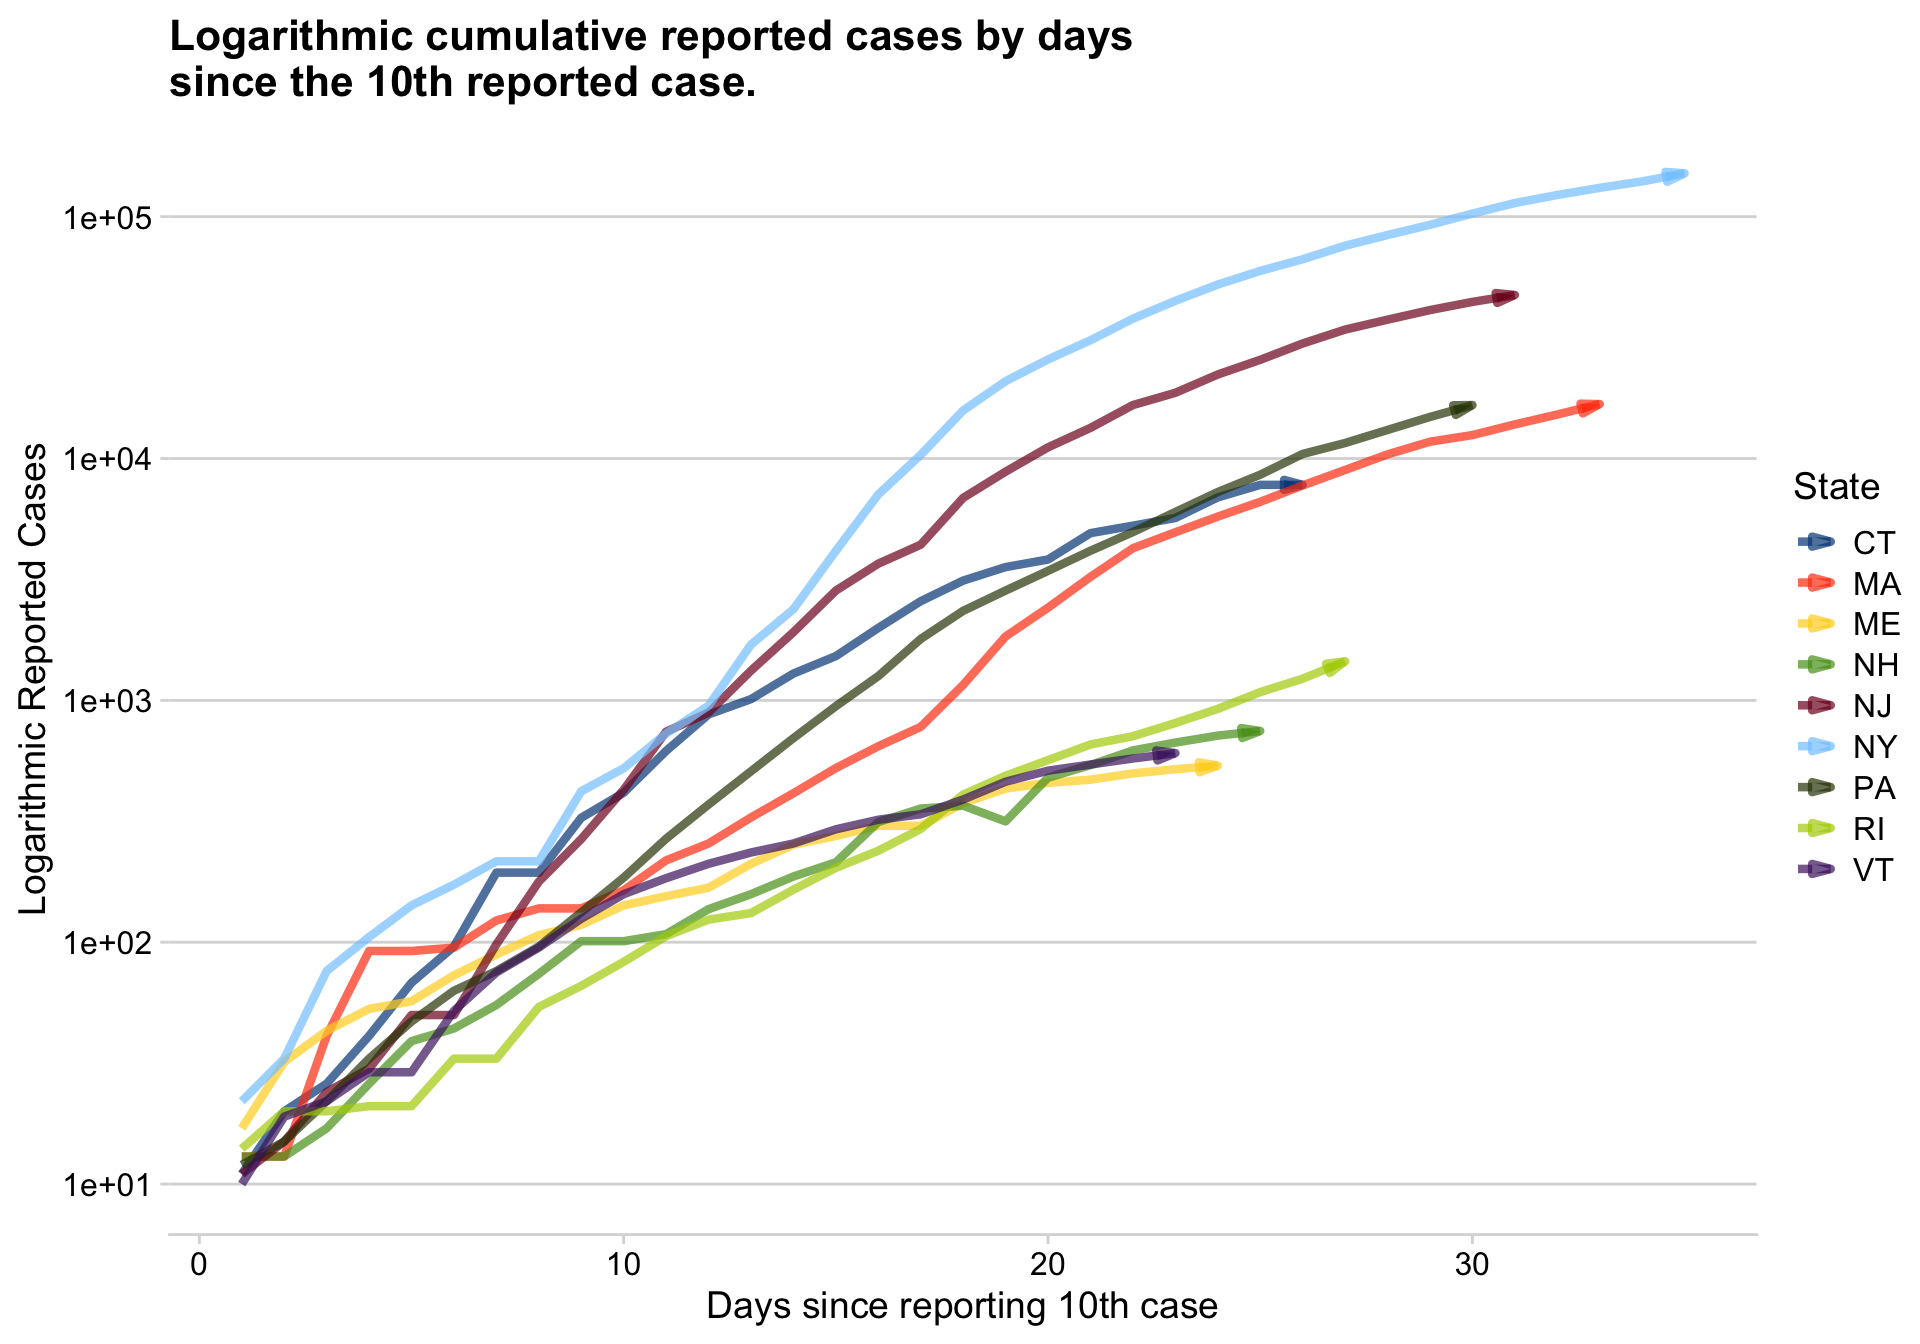 Logarithmic cumulative reported cases by days
since the 10th reported case.
Logarithmic Reported Cases
1e+05
1e+04
1e+03
1e+02
1e+01
0 10 20 30
Days since reporting 10th case
State
CT
MA
ME
NH
NJ
NY
PA
RI
VT